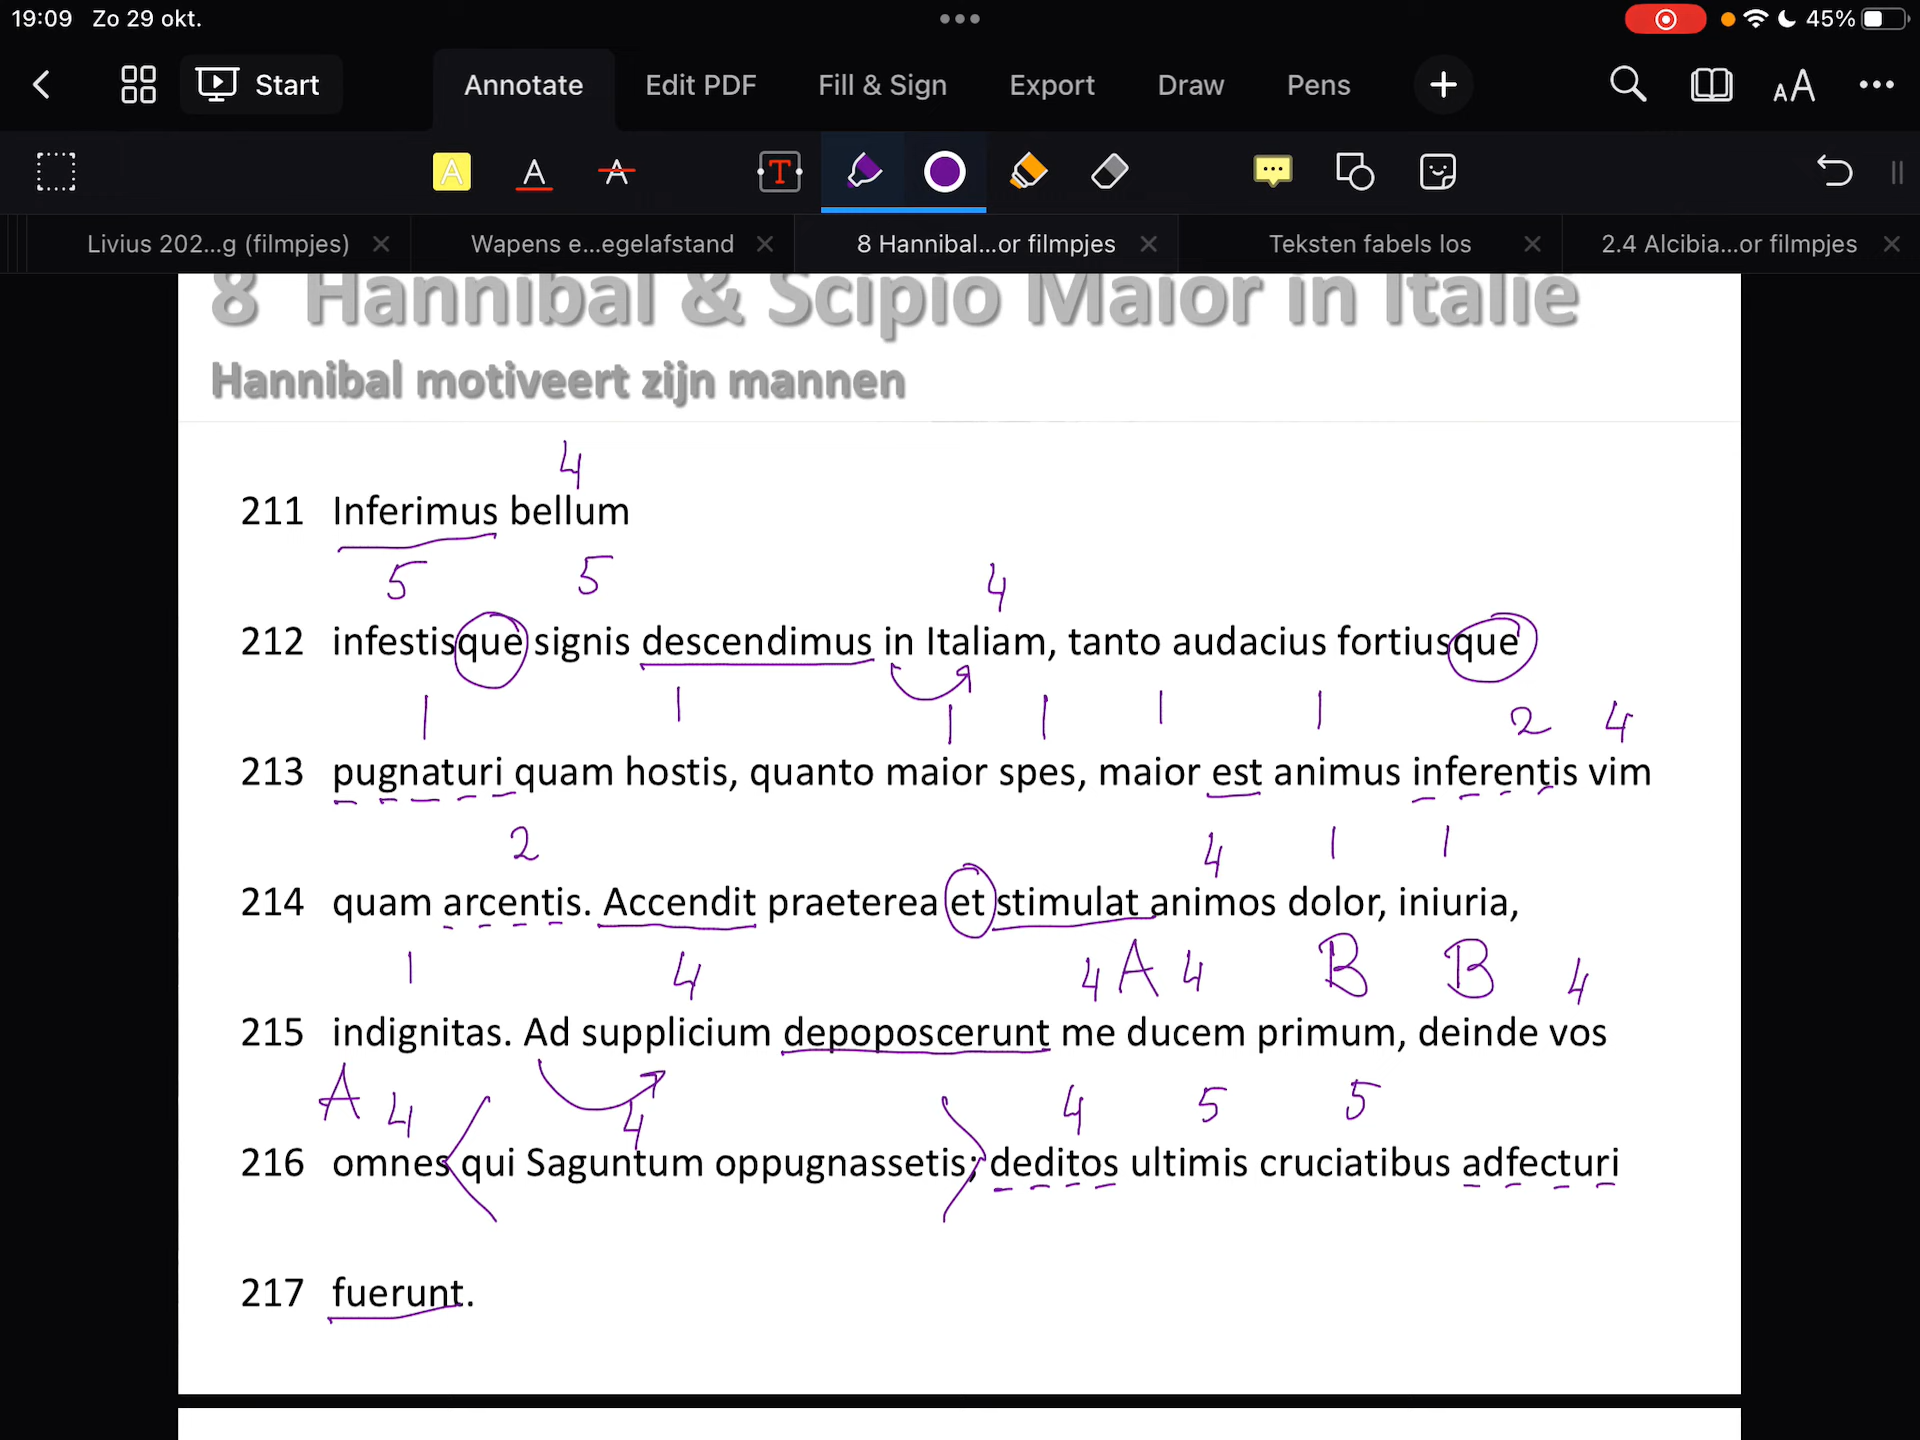 19:09 Zo 29 okt. 45%
Start Annotate Edit PDF Fill & Sign Export Draw Pens + AA
A A A T
Livius 202...g (filmpjes) Wapens e...egelafstand 8 Hannibal...or filmpjes Teksten fabels los 2.4 Alcibia...or filmpjes
8 Hannibal & Scipio Maior in Italië
Hannibal motiveert zijn mannen
4
211 Inferimus bellum
5 5 4
212 infestisque signis descendimus in Italiam, tanto audacius fortiusque
1 1 1 1 1 1 2 4
213 pugnaturi quam hostis, quanto maior spes, maior est animus inferentis vim
2 4 1 1
214 quam arcentis. Accendit praeterea et stimulat animos dolor, iniuria,
1 4 4 A 4 B B 4
215 indignitas. Ad supplicium depoposcerunt me ducem primum, deinde vos
A 4 4 4 5 5
216 omnes qui Saguntum oppugnassetis; deditos ultimis cruciatibus adfecturi
217 fuerunt.